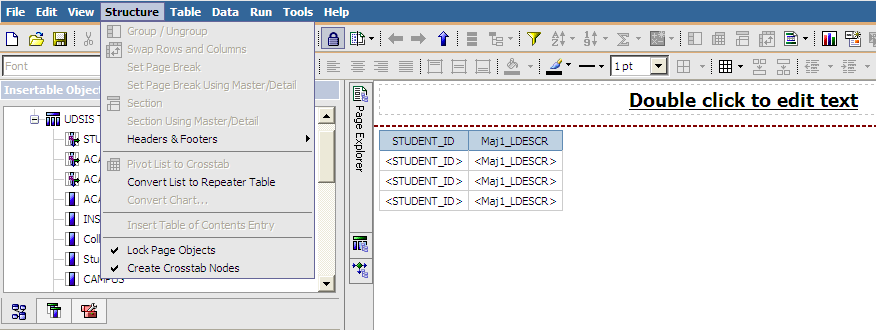 File Edit View Structure Table Data Run Tools Help
Group / Ungroup
Swap Rows and Columns
Set Page Break
Set Page Break Using Master/Detail
Section
Section Using Master/Detail
Headers & Footers
Pivot List to Crosstab
Convert List to Repeater Table
Convert Chart...
Insert Table of Contents Entry
Lock Page Objects
Create Crosstab Nodes
Font
1 pt
Insertable Objec
UDSIS T
STU
ACA
ACA
ACA
INS
Coll
Stu
CAMPUS
Page Explorer
Double click to edit text
STUDENT_ID Maj1_LDESCR
<STUDENT_ID> <Maj1_LDESCR>
<STUDENT_ID> <Maj1_LDESCR>
<STUDENT_ID> <Maj1_LDESCR>